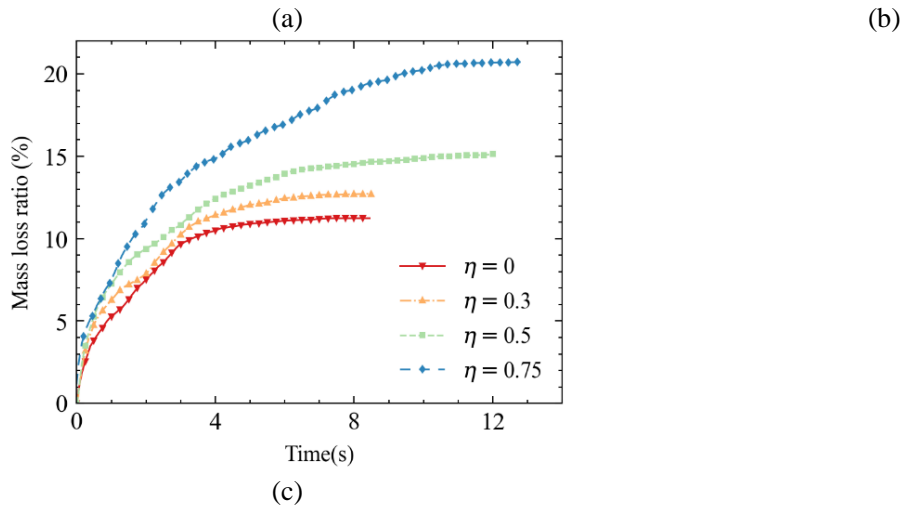 (a)
(b)
Mass loss ratio (%)
20
15
10
5
0
η = 0
η = 0.3
η = 0.5
η = 0.75
0
4
8
12
Time(s)
(c)